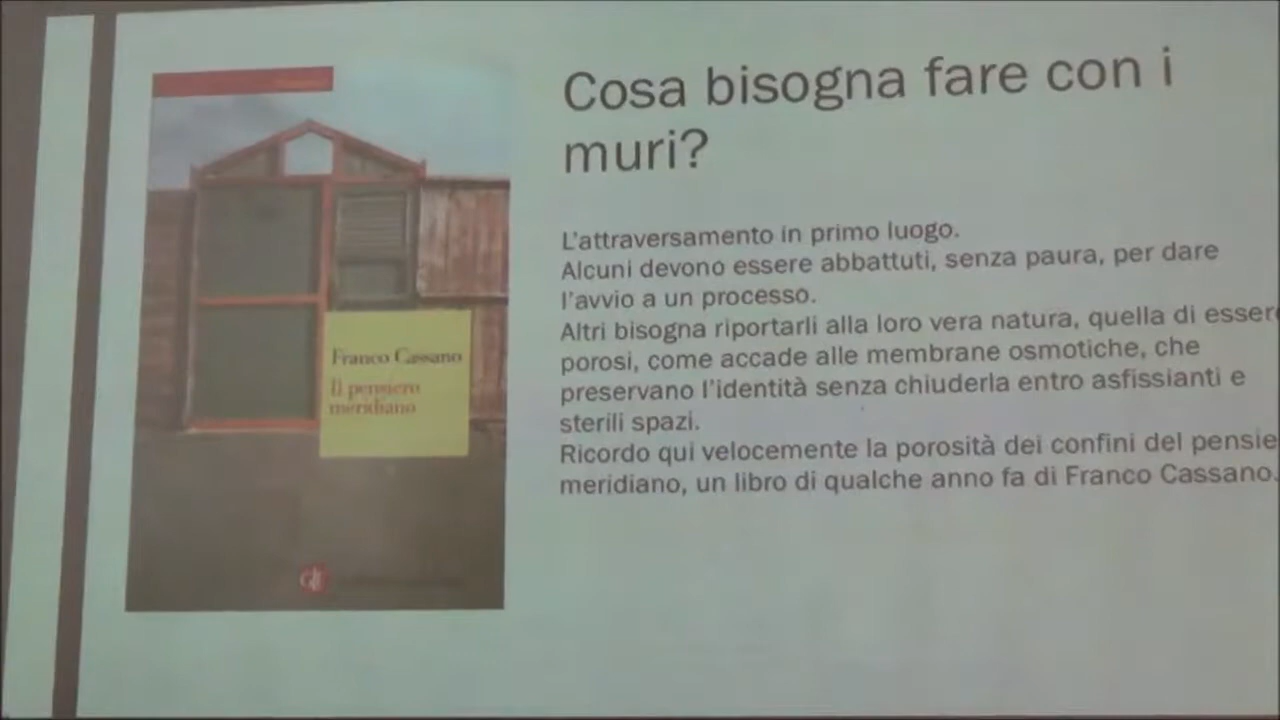 Cosa bisogna fare con i
muri?
L'attraversamento in primo luogo.
Alcuni devono essere abbattuti, senza paura, per dare
l'avvio a un processo.
Altri bisogna riportarli alla loro vera natura, quella di esser
porosi, come accade alle membrane osmotiche, che
preservano l'identità senza chiuderla entro asfissianti e
sterili spazi.
Ricordo qui velocemente la porosità dei confini del pensie
meridiano, un libro di qualche anno fa di Franco Cassano.
Franco Cassano
Il pensiero
meridiano